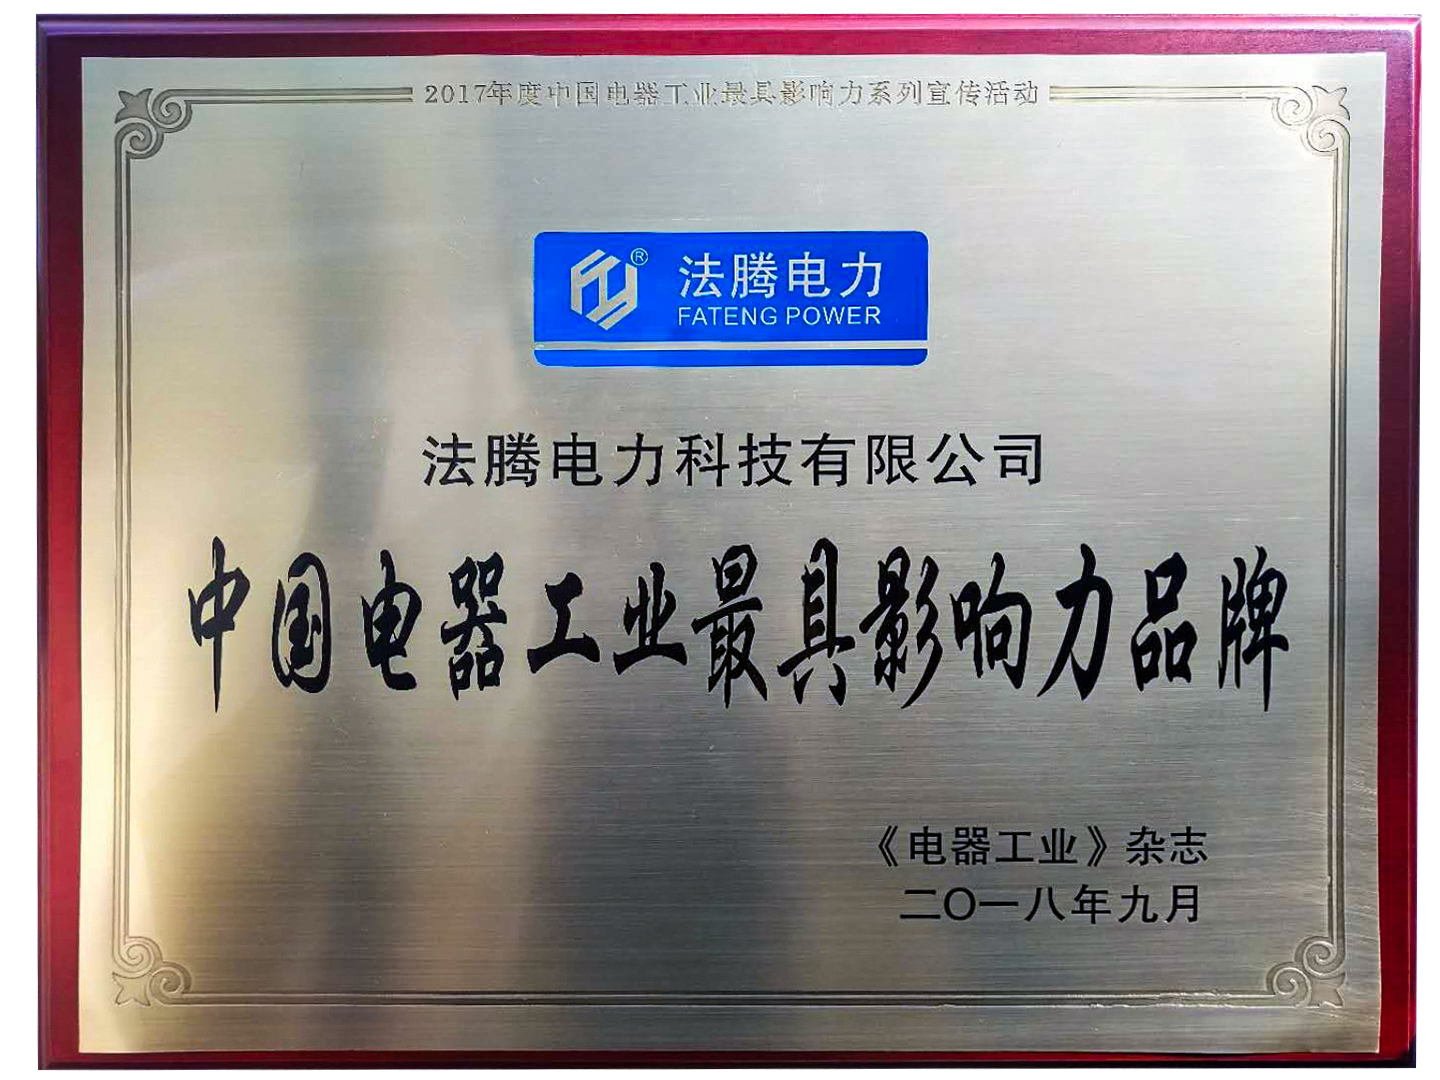 2017年度中国电器工业最具影响力系列宣传活动
®
法腾电力
FATENG POWER
法腾电力科技有限公司
中国电器工业最具影响力品牌
《电器工业》杂志
二〇一八年九月